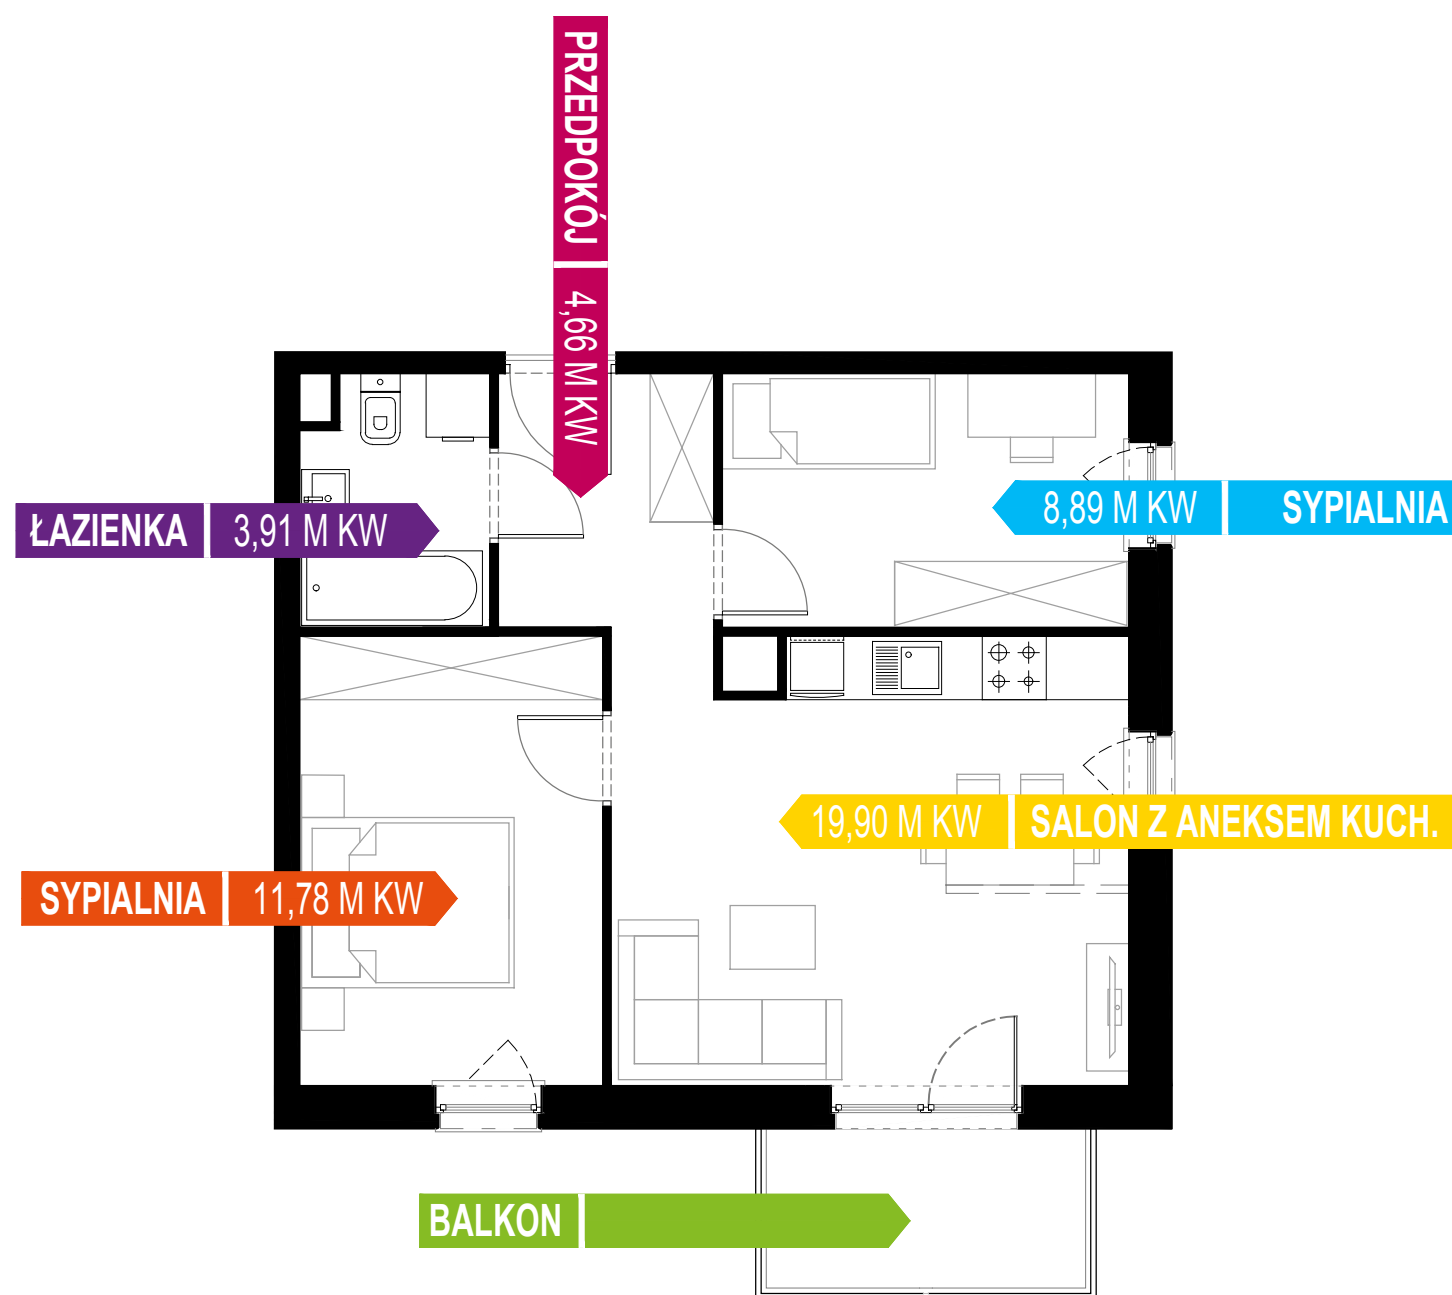 PRZEDPOKÓJ 4,66 M KW
ŁAZIENKA 3,91 M KW
8,89 M KW SYPIALNIA
19,90 M KW SALON Z ANEKSEM KUCH.
SYPIALNIA 11,78 M KW
BALKON